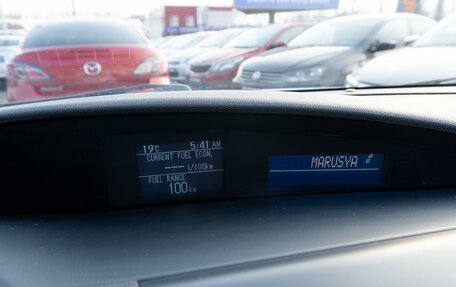 19°C 5:41 AM
CURRENT FUEL ECON.
---- l/100km
FUEL RANGE
100 km
MARUSYA